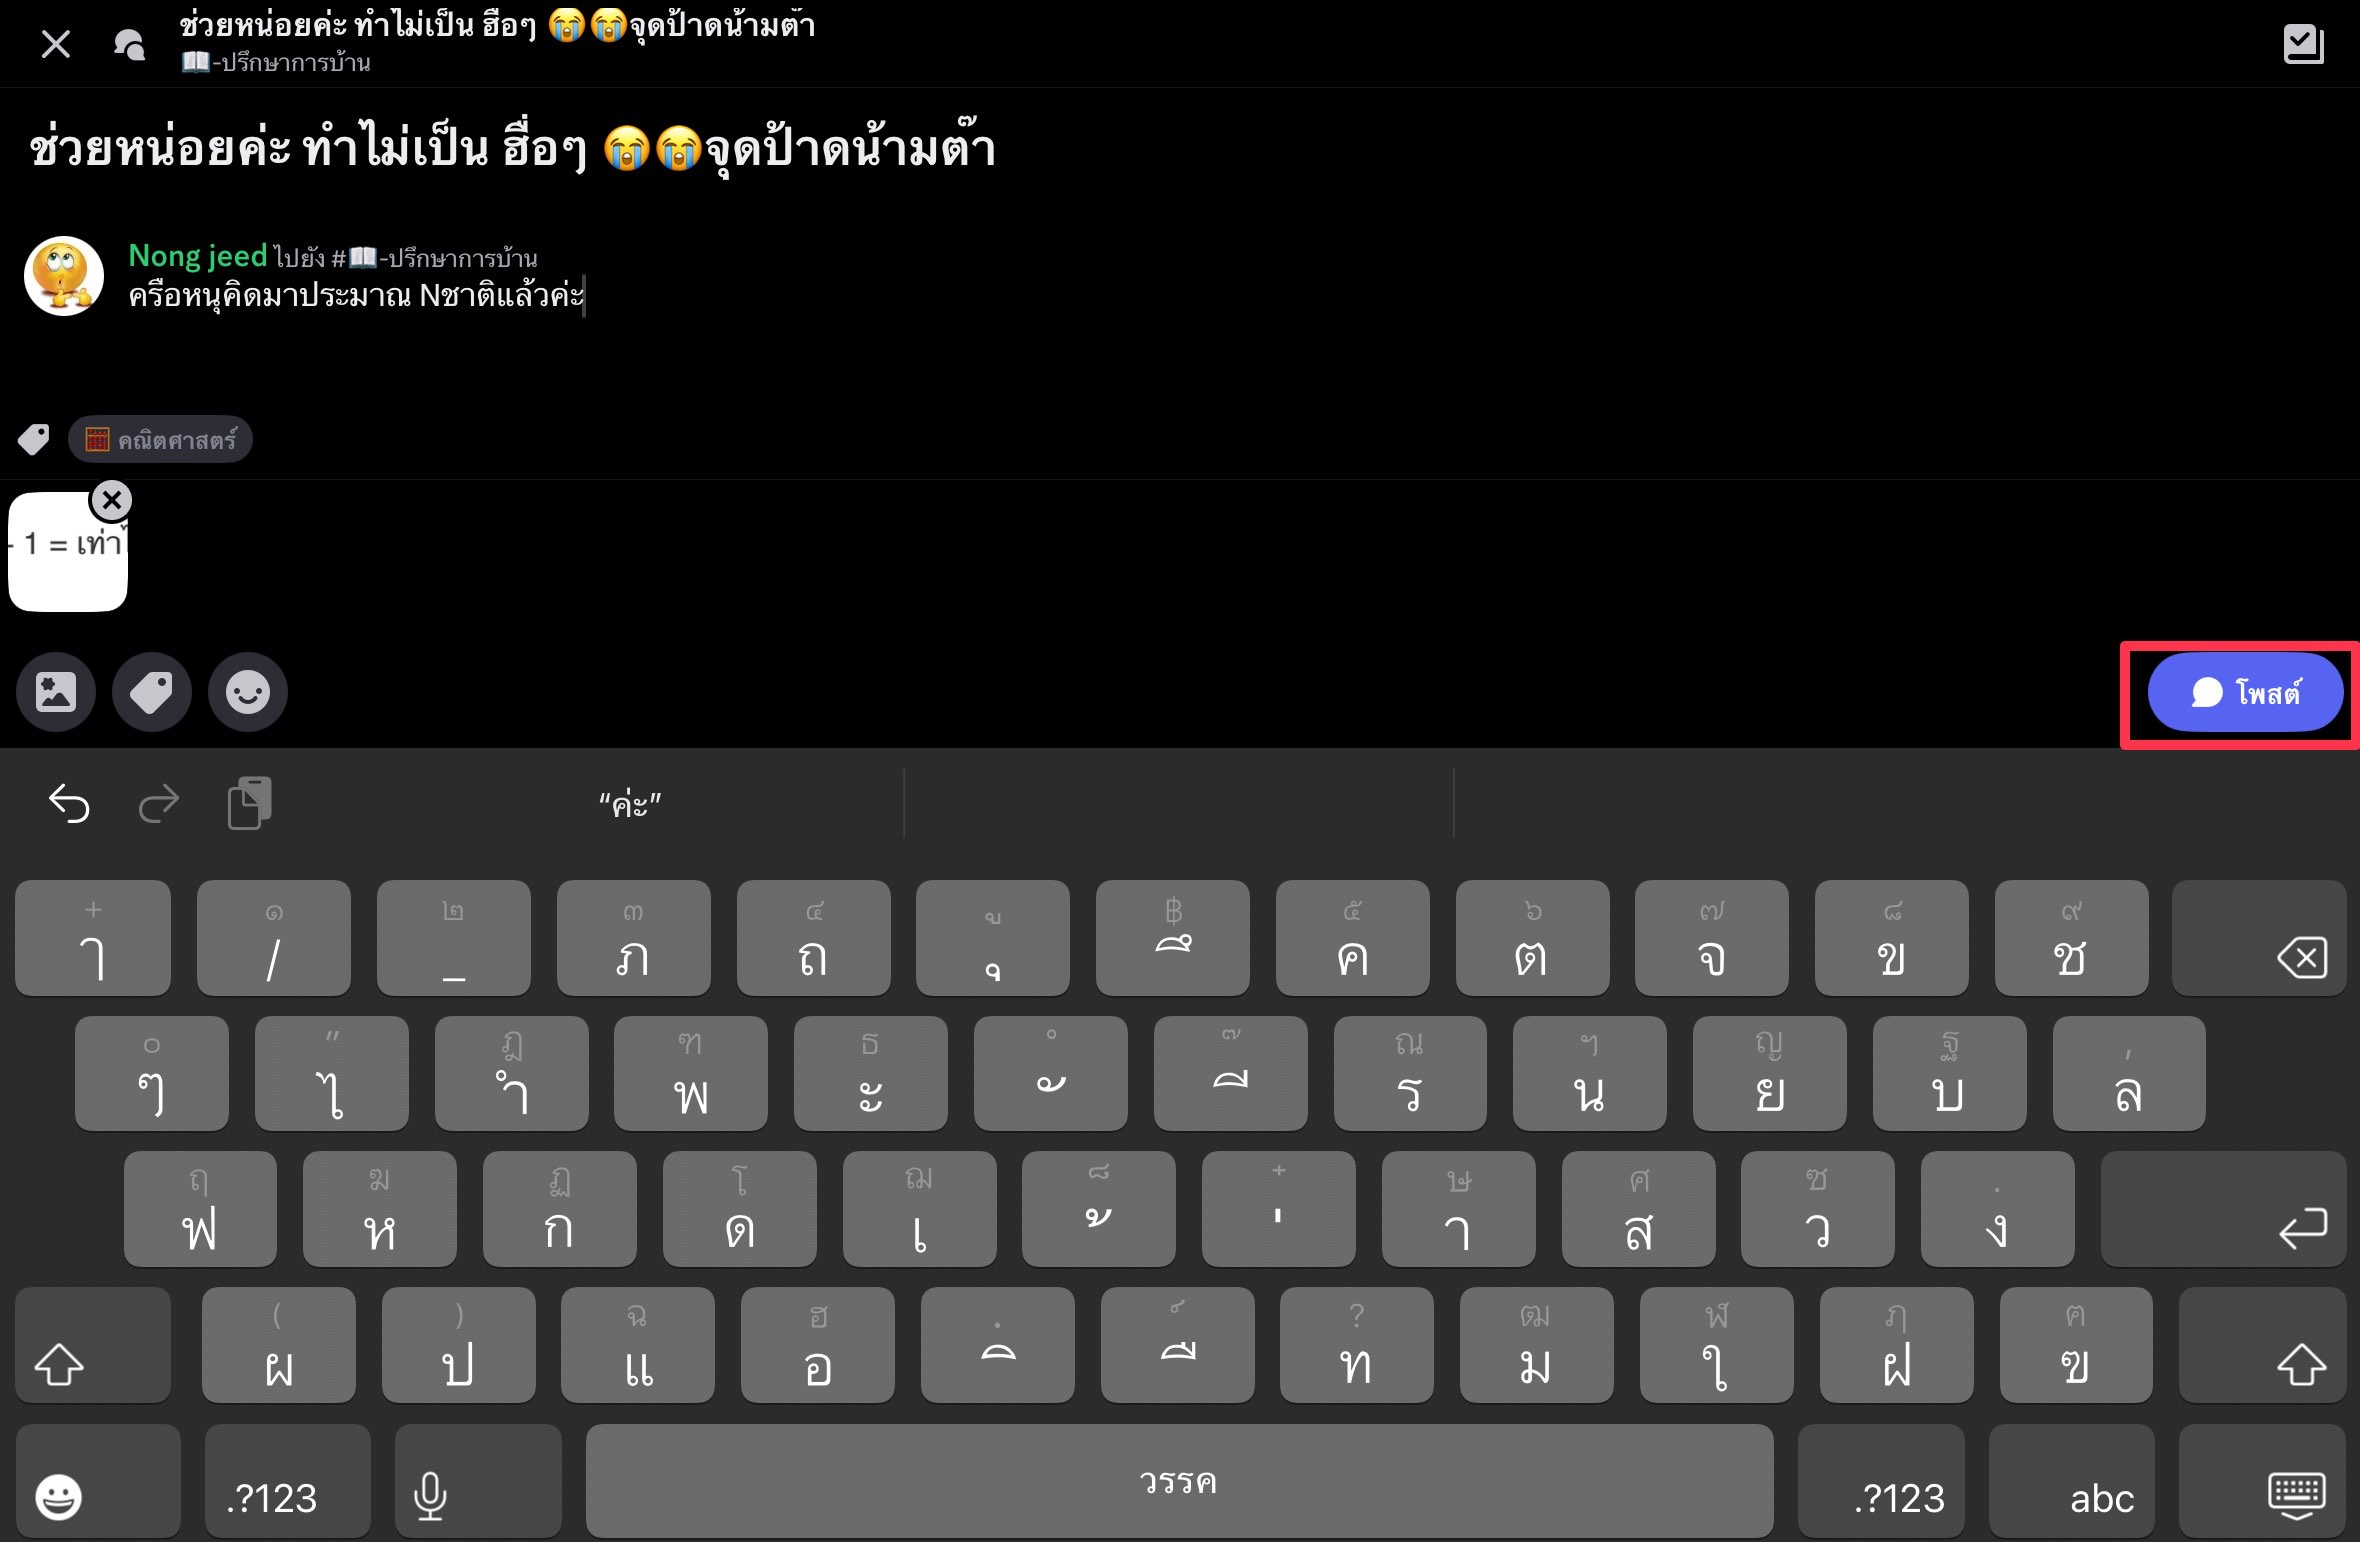 ช่วยหน่อยค่ะ ทำไม่เป็น ฮือๆ 😭😭จุดป้าดน้ามต๊า
📖-ปรึกษาการบ้าน
ช่วยหน่อยค่ะ ทำไม่เป็น ฮื่อๆ 😭😭จุดป้าดน้ามต๊า
Nong jeed ไปยัง #📖-ปรึกษาการบ้าน
ครือหนุคิดมาประมาณ Nชาติแล้วค่ะ
🧮 คณิตศาสตร์
- 1 = เท่าไ
โพสต์
“ค่ะ”
+ ๑ ๒ ๓ ๔ ู ฿ ๕ ๖ ๗ ๘ ๙
ๅ / _ ภ ถ ุ ึ ค ต จ ข ช
๐ " ฎ ฑ ธ ํ ๊ ณ ฯ ญ ฐ ,
ๆ ไ ำ พ ะ ั ี ร น ย บ ล
ฤ ฆ ฏ โ ฌ ็ ๋ ษ ศ ซ .
ฟ ห ก ด เ ้ ่ า ส ว ง
( ) ฉ ฮ ฺ ์ ? ฒ ฬ ฦ ฅ
ผ ป แ อ ิ ื ท ม ใ ฝ ฃ
.?123 วรรค .?123 abc